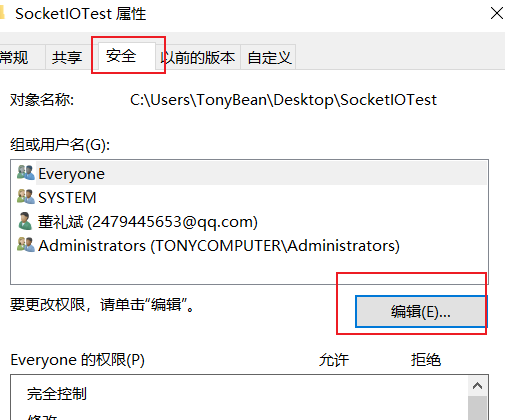 SocketIOTest 属性
常规 共享 安全 以前的版本 自定义
对象名称: C:\Users\TonyBean\Desktop\SocketIOTest
组或用户名(G):
Everyone
SYSTEM
董礼斌 (2479445653@qq.com)
Administrators (TONYCOMPUTER\Administrators)
要更改权限，请单击“编辑”。
编辑(E)...
Everyone 的权限(P) 允许 拒绝
完全控制
修改